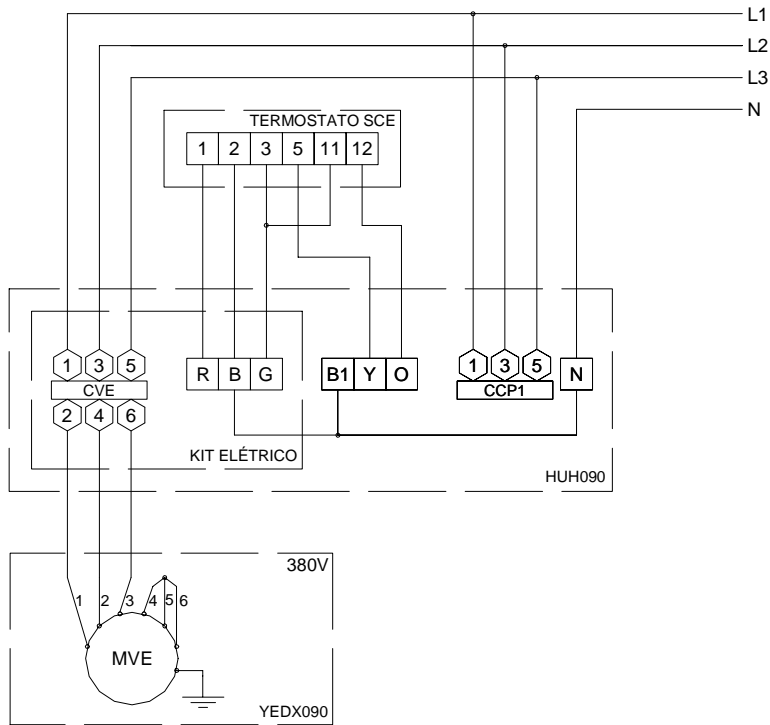 L1
L2
L3
N
TERMOSTATO SCE
1 2 3 5 11 12
1 3 5
CVE
2 4 6
R B G
B1 Y O
1 3 5
CCP1
N
KIT ELÉTRICO
HUH090
380V
1 2 3 4 5 6
MVE
YEDX090